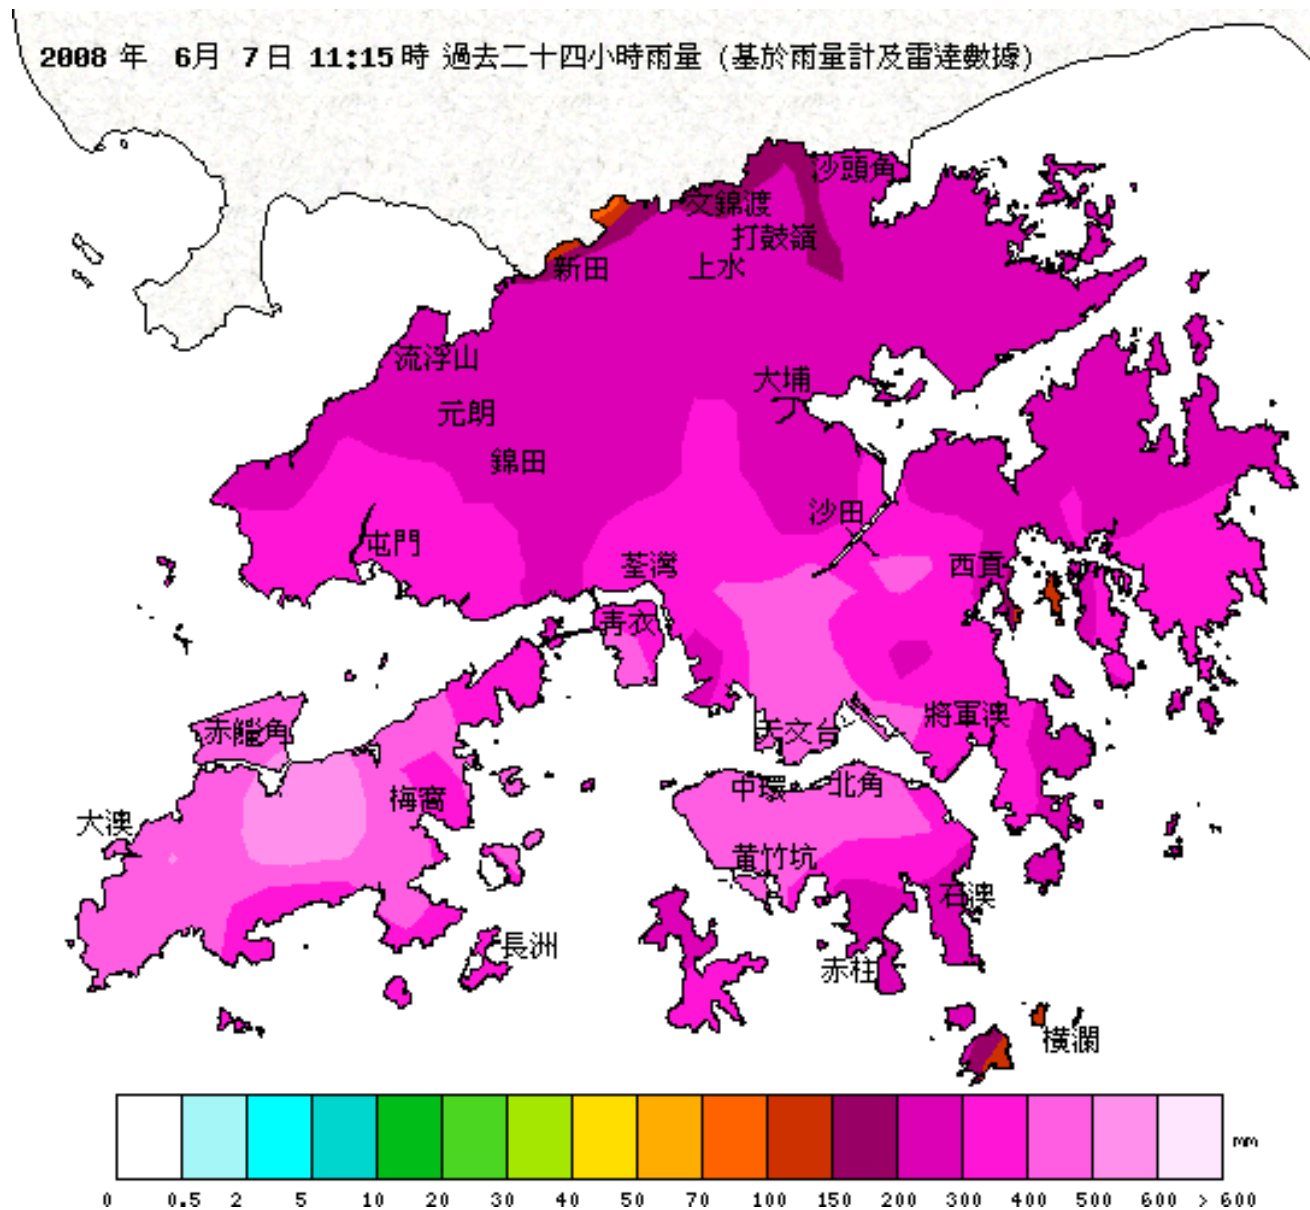 2008 年 6月 7日 11:15 時 過去二十四小時雨量 (基於雨量計及雷達數據)
沙頭角
文錦渡
打鼓嶺
新田
上水
流浮山
大埔
元朗
錦田
沙田
屯門
荃灣
西貢
青衣
將軍澳
赤鱲角
天文台
中環
北角
梅窩
大澳
黃竹坑
石澳
長洲
赤柱
橫瀾
mm
0 0.5 2 5 10 20 30 40 50 70 100 150 200 300 400 500 600 > 600